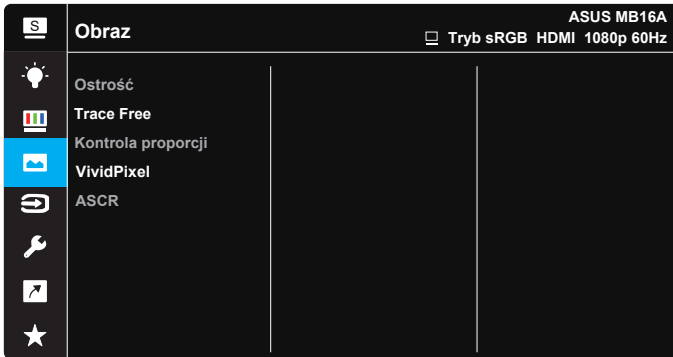 S
Obraz
ASUS MB16A
Tryb sRGB HDMI 1080p 60Hz
Ostrość
Trace Free
Kontrola proporcji
VividPixel
ASCR